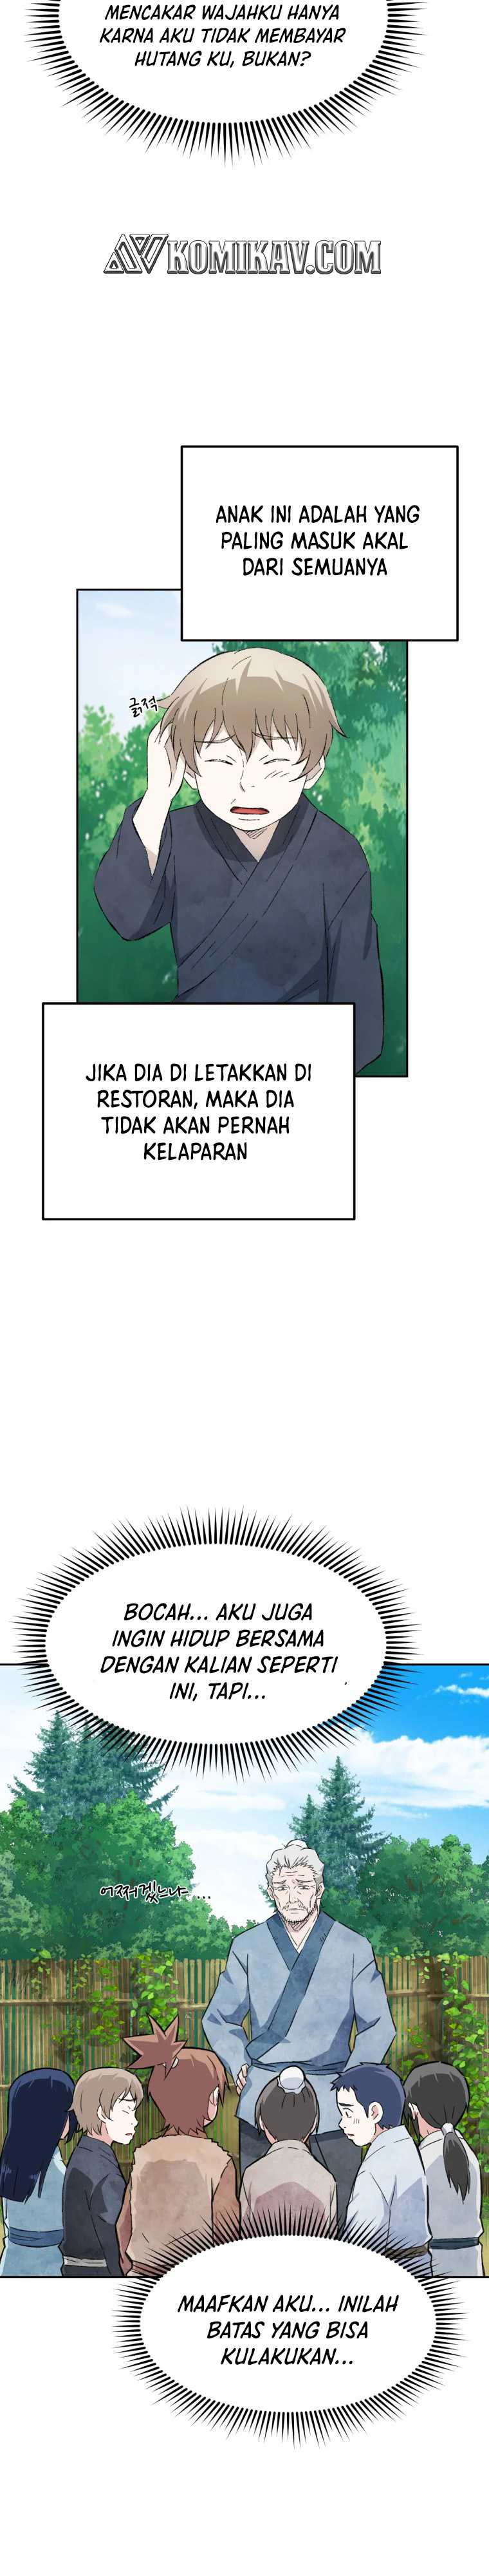 MENCAKAR WAJAHKU HANYA
KARNA AKU TIDAK MEMBAYAR
HUTANG KU, BUKAN?
KOMIKAV.COM
ANAK INI ADALAH YANG
PALING MASUK AKAL
DARI SEMUANYA
긁적
JIKA DIA DI LETAKKAN DI
RESTORAN, MAKA DIA
TIDAK AKAN PERNAH
KELAPARAN
BOCAH... AKU JUGA
INGIN HIDUP BERSAMA
DENGAN KALIAN SEPERTI
INI, TAPI...
어쩌겠느냐....
MAAFKAN AKU... INILAH
BATAS YANG BISA
KULAKUKAN...